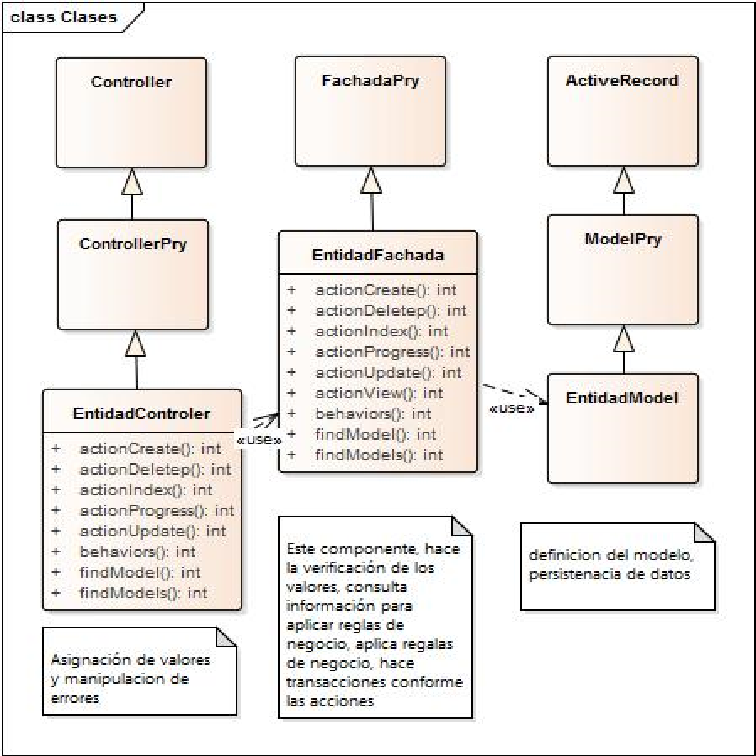 class Clases
Controller
FachadaPry
ActiveRecord
ControllerPry
ModelPry
EntidadFachada
+ actionCreate(): int
+ actionDeletep(): int
+ actionIndex(): int
+ actionProgress(): int
+ actionUpdate(): int
+ actionView(): int
+ behaviors(): int
+ findModel(): int
+ findModels(): int
EntidadControler
+ actionCreate(): int
+ actionDeletep(): int
+ actionIndex(): int
+ actionProgress(): int
+ actionUpdate(): int
+ behaviors(): int
+ findModel(): int
+ findModels(): int
«use»
«use»
EntidadModel
Asignación de valores
y manipulacion de
errores
Este componente, hace
la verificación de los
valores, consulta
información para
aplicar reglas de
negocio, aplica regalas
de negocio, hace
transacciones conforme
las acciones
definicion del modelo,
persistenacia de datos